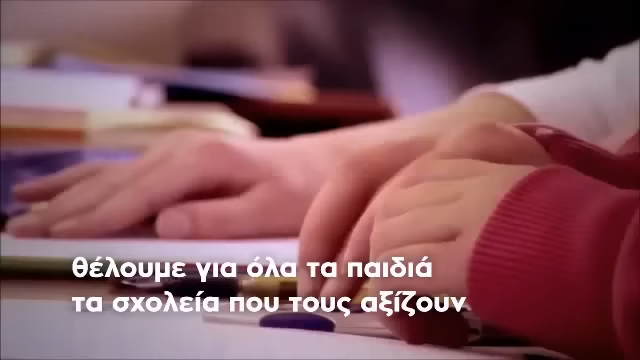 θέλουμε για όλα τα παιδιά
τα σχολεία που τους αξίζουν